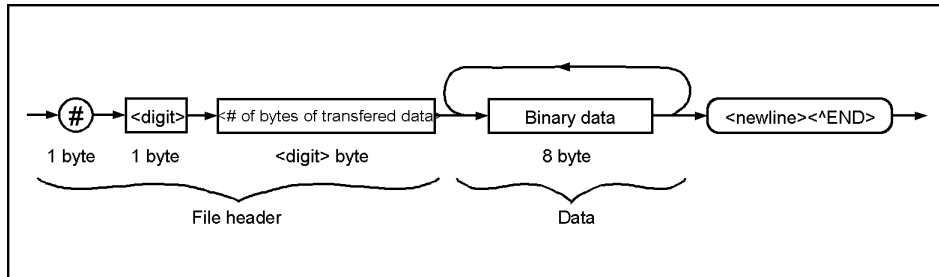 # <digit> <# of bytes of transfered data> Binary data <newline><^END>
1 byte 1 byte <digit> byte 8 byte
File header Data